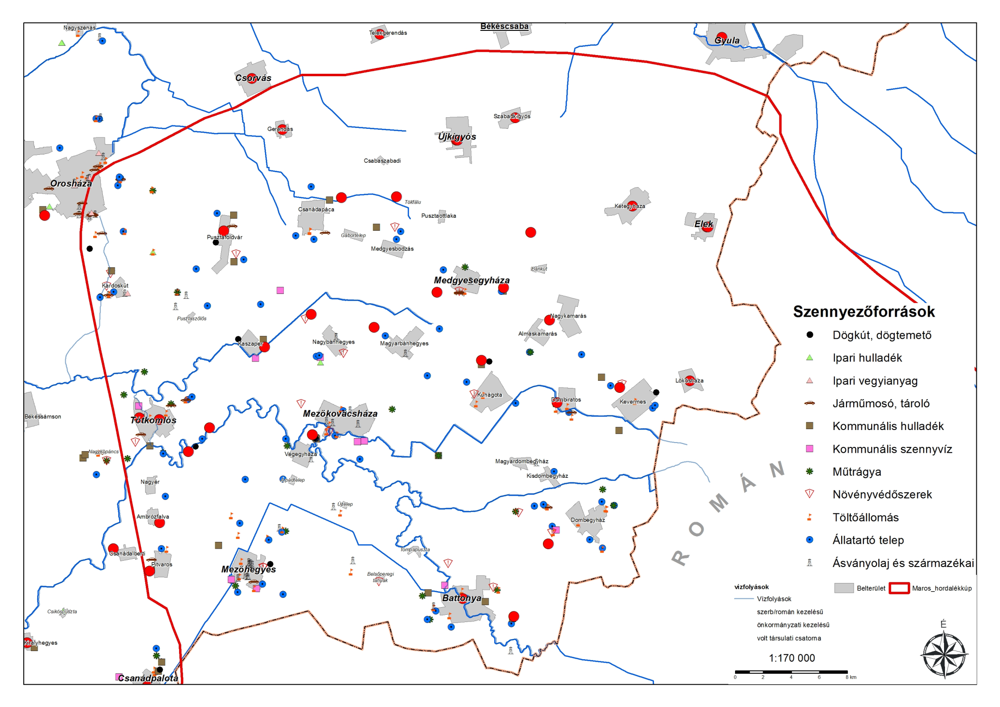 Nagyszénás
Telekgerendás
Békéscsaba
Gyula
Csorvás
Szabadkígyós
Gerendás
Újkígyós
Csabaszabadi
Orosháza
Tökfalu
Csanádapáca
Kétegyháza
Pusztaottlaka
Elek
Pusztaföldvár
Gábortelep
Medgyesbodzás
Bánkút
Medgyesegyháza
Kardoskút
Szennyezőforrások
Pusztaszőlős
Nagykamarás
Almáskamarás
Dögkút, dögtemető
Kaszaper
Nagybánhegyes
Magyarbánhegyes
Ipari hulladék
Lőkösháza
Ipari vegyianyag
Kunágota
Dombiratos
Kevermes
Járműmosó, tároló
Békéssámson
Tótkomlós
Mezőkovácsháza
Kommunális hulladék
Nagykopáncs
Végegyháza
Kommunális szennyvíz
Magyardombegyház
Kisdombegyház
Műtrágya
Nagyér
Árpádtelep
Növényvédőszerek
Újtelep
Ambrózfalva
Dombegyház
Töltőállomás
ROMÁN
Állatartó telep
Csanádalberti
Tompapuszta
Pitvaros
Mezőhegyes
Ásványolaj és származékai
Belsőperegi
tanyák
vízfolyások
Belterület
Maros_hordalékkúp
Battonya
Vízfolyások
Csikóspuszta
szerb/román kezelésű
önkormányzati kezelésű
É
Királyhegyes
volt társulati csatorna
1:170 000
Csanádpalota
0 2 4 6 8 km